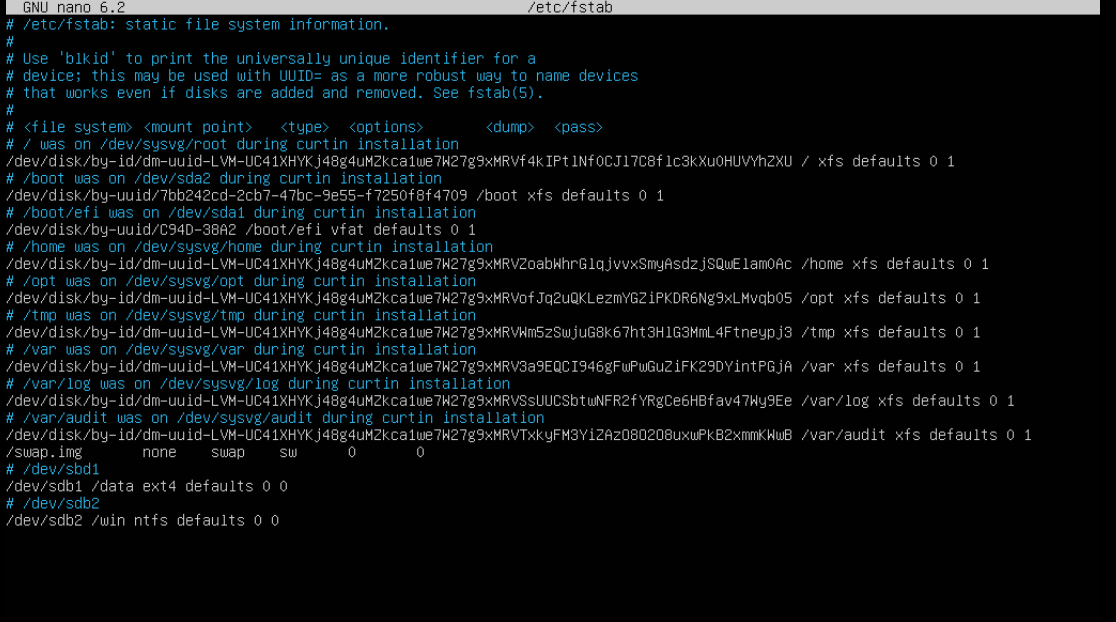 GNU nano 6.2 /etc/fstab
# /etc/fstab: static file system information.
#
# Use 'blkid' to print the universally unique identifier for a
# device; this may be used with UUID= as a more robust way to name devices
# that works even if disks are added and removed. See fstab(5).
#
# <file system> <mount point>   <type>  <options>       <dump>  <pass>
# / was on /dev/sysvg/root during curtin installation
/dev/disk/by-id/dm-uuid-LVM-UC41XHYKj48g4uMZkca1we7W27g9xMRVf4kIPtlNf0CJl7C8flc3kXu0HUVYhZXU / xfs defaults 0 1
# /boot was on /dev/sda2 during curtin installation
/dev/disk/by-uuid/7bb242cd-2cb7-47bc-9e55-f7250f8f4709 /boot xfs defaults 0 1
# /boot/efi was on /dev/sda1 during curtin installation
/dev/disk/by-uuid/C94D-38A2 /boot/efi vfat defaults 0 1
# /home was on /dev/sysvg/home during curtin installation
/dev/disk/by-id/dm-uuid-LVM-UC41XHYKj48g4uMZkca1we7W27g9xMRVZoabWhrGlqjvvxSmyAsdzjSQwElam0Ac /home xfs defaults 0 1
# /opt was on /dev/sysvg/opt during curtin installation
/dev/disk/by-id/dm-uuid-LVM-UC41XHYKj48g4uMZkca1we7W27g9xMRVofJq2uQKLezmYGZiPKDR6Ng9xLMvqb05 /opt xfs defaults 0 1
# /tmp was on /dev/sysvg/tmp during curtin installation
/dev/disk/by-id/dm-uuid-LVM-UC41XHYKj48g4uMZkca1we7W27g9xMRVWm5zSwjuG8K67ht3HlG3MmL4Ftneypj3 /tmp xfs defaults 0 1
# /var was on /dev/sysvg/var during curtin installation
/dev/disk/by-id/dm-uuid-LVM-UC41XHYKj48g4uMZkca1we7W27g9xMRV3a9EQCI946gFwPwGuZiFK29DYintPGjA /var xfs defaults 0 1
# /var/log was on /dev/sysvg/log during curtin installation
/dev/disk/by-id/dm-uuid-LVM-UC41XHYKj48g4uMZkca1we7W27g9xMRVSsUUCSbtwNFR2fYRgCe6HBfav47Wy9Ee /var/log xfs defaults 0 1
# /var/audit was on /dev/sysvg/audit during curtin installation
/dev/disk/by-id/dm-uuid-LVM-UC41XHYKj48g4uMZkca1we7W27g9xMRVTxkyFM3YiZAzO8O2O8uxwPkB2xmmKWwB /var/audit xfs defaults 0 1
/swap.img       none    swap    sw      0       0
# /dev/sbd1
/dev/sdb1 /data ext4 defaults 0 0
# /dev/sdb2
/dev/sdb2 /win ntfs defaults 0 0